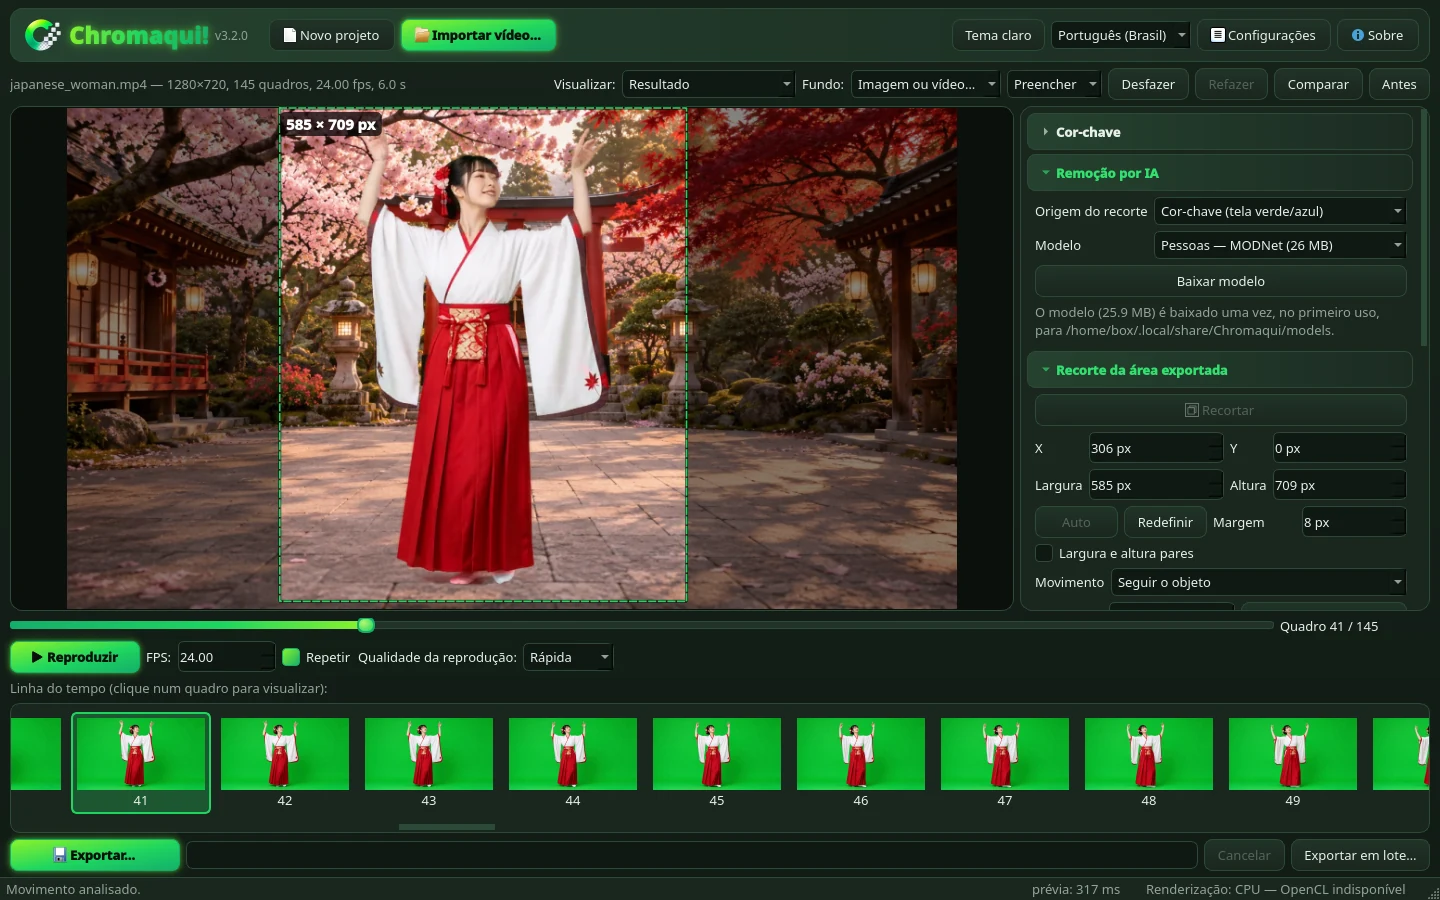 Chromaqui! v3.2.0 Novo projeto Importar vídeo... Tema claro Português (Brasil) Configurações Sobre
japanese_woman.mp4 — 1280×720, 145 quadros, 24.00 fps, 6.0 s Visualizar: Resultado Fundo: Imagem ou vídeo... Preencher Desfazer Refazer Comparar Antes
585 × 709 px
Cor-chave
Remoção por IA
Origem do recorte Cor-chave (tela verde/azul)
Modelo Pessoas — MODNet (26 MB)
Baixar modelo
O modelo (25.9 MB) é baixado uma vez, no primeiro uso,
para /home/box/.local/share/Chromaqui/models.
Recorte da área exportada
Recortar
X 306 px Y 0 px
Largura 585 px Altura 709 px
Auto Redefinir Margem 8 px
Largura e altura pares
Movimento Seguir o objeto
Quadro 41 / 145
Reproduzir FPS: 24.00 Repetir Qualidade da reprodução: Rápida
Linha do tempo (clique num quadro para visualizar):
41 42 43 44 45 46 47 48 49
Exportar... Cancelar Exportar em lote...
Movimento analisado. prévia: 317 ms Renderização: CPU — OpenCL indisponível